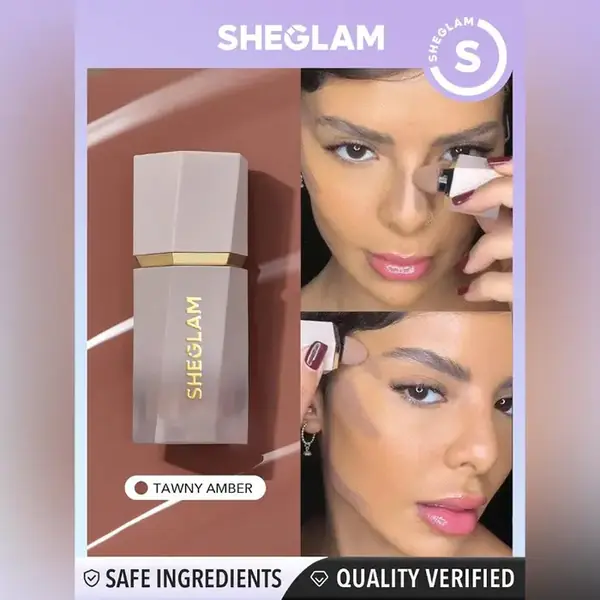 SHEGLAM
SHEGLAM
S
SHEGLAM
TAWNY AMBER
SAFE INGREDIENTS
QUALITY VERIFIED